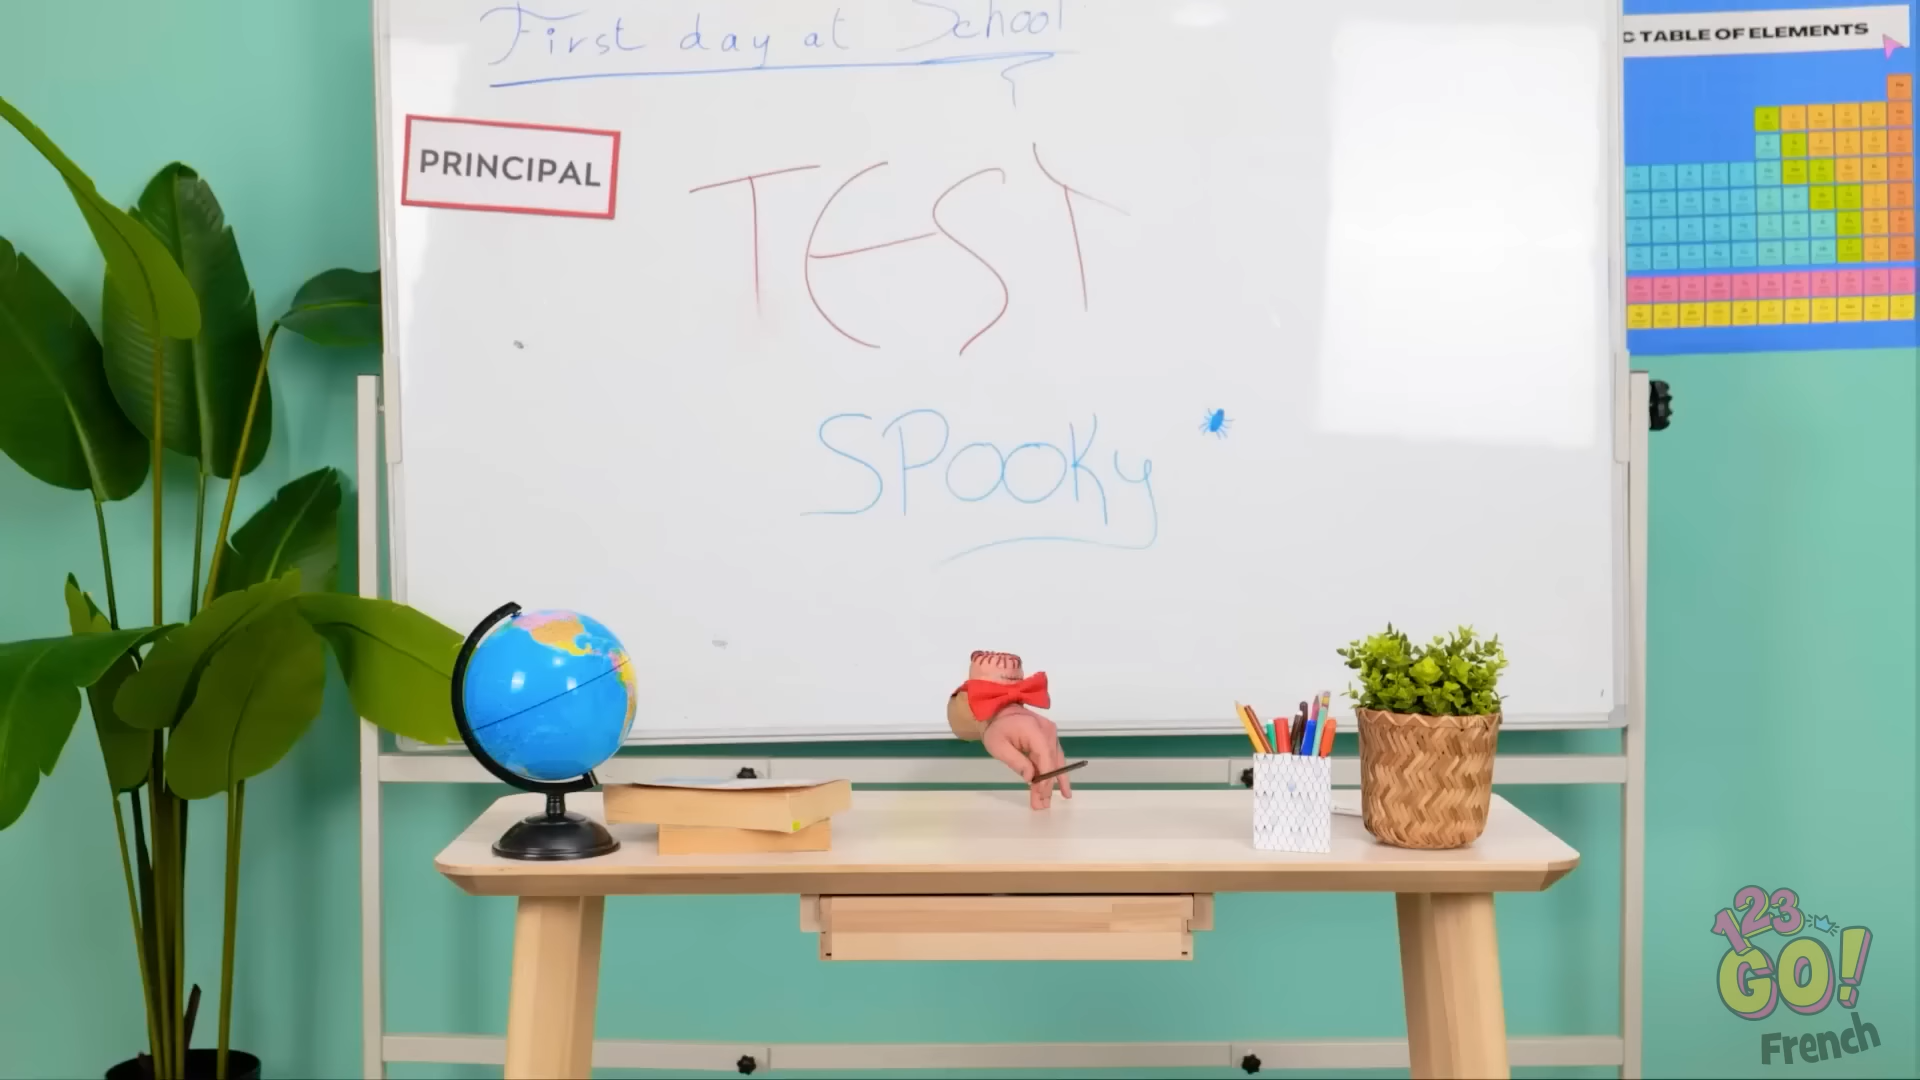 First day at School
C TABLE OF ELEMENTS
PRINCIPAL
TEST
SPOOKY
123
GO!
French